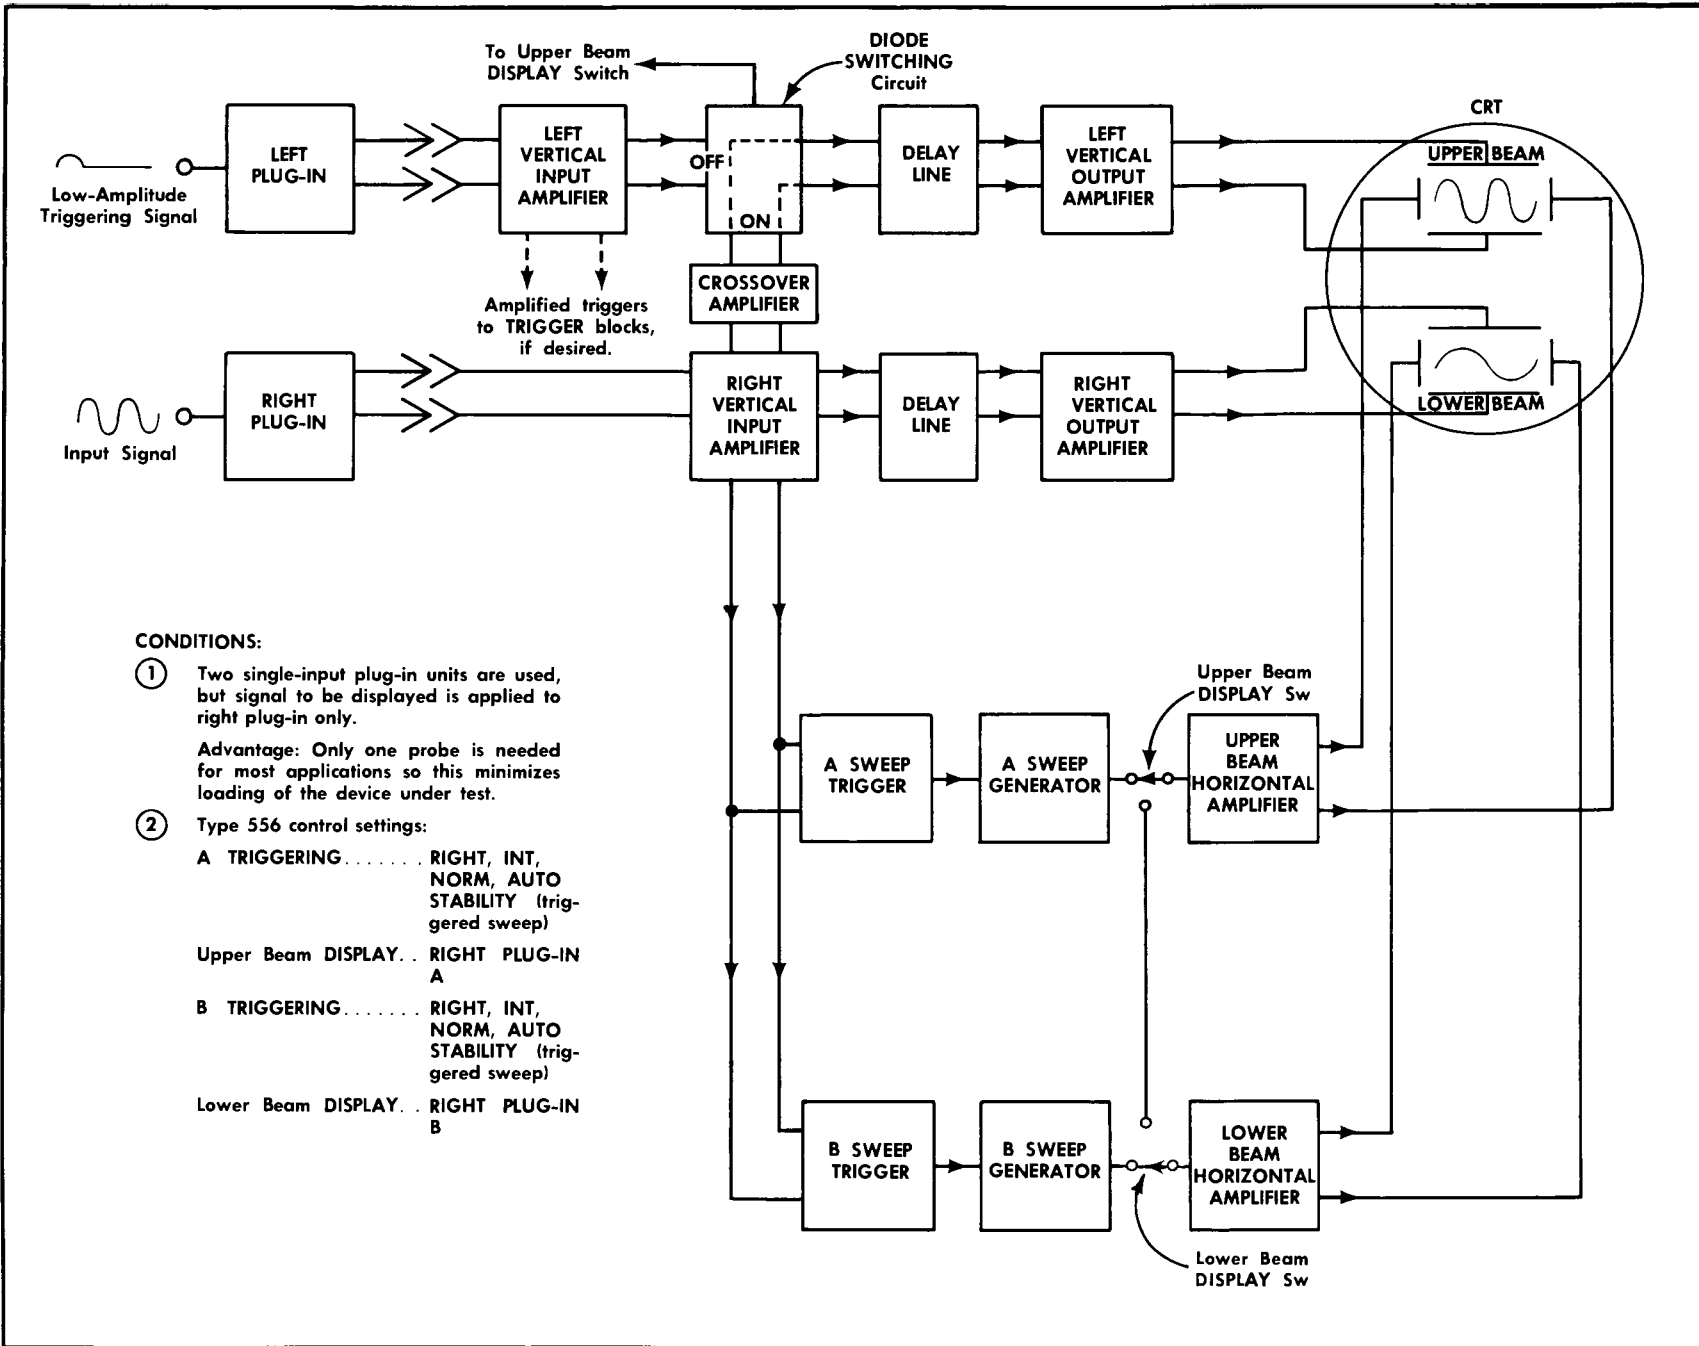 To Upper Beam
DISPLAY Switch
DIODE
SWITCHING
Circuit
CRT
Low-Amplitude
Triggering Signal
LEFT
PLUG-IN
LEFT
VERTICAL
INPUT
AMPLIFIER
OFF
ON
DELAY
LINE
LEFT
VERTICAL
OUTPUT
AMPLIFIER
UPPER BEAM
Amplified triggers
to TRIGGER blocks,
if desired.
CROSSOVER
AMPLIFIER
Input Signal
RIGHT
PLUG-IN
RIGHT
VERTICAL
INPUT
AMPLIFIER
DELAY
LINE
RIGHT
VERTICAL
OUTPUT
AMPLIFIER
LOWER BEAM
CONDITIONS:
1 Two single-input plug-in units are used,
but signal to be displayed is applied to
right plug-in only.
Advantage: Only one probe is needed
for most applications so this minimizes
loading of the device under test.
2 Type 556 control settings:
A TRIGGERING....... RIGHT, INT,
NORM, AUTO
STABILITY (trig-
gered sweep)
Upper Beam DISPLAY.. RIGHT PLUG-IN
A
B TRIGGERING....... RIGHT, INT,
NORM, AUTO
STABILITY (trig-
gered sweep)
Lower Beam DISPLAY.. RIGHT PLUG-IN
B
A SWEEP
TRIGGER
A SWEEP
GENERATOR
Upper Beam
DISPLAY Sw
UPPER
BEAM
HORIZONTAL
AMPLIFIER
B SWEEP
TRIGGER
B SWEEP
GENERATOR
LOWER
BEAM
HORIZONTAL
AMPLIFIER
Lower Beam
DISPLAY Sw